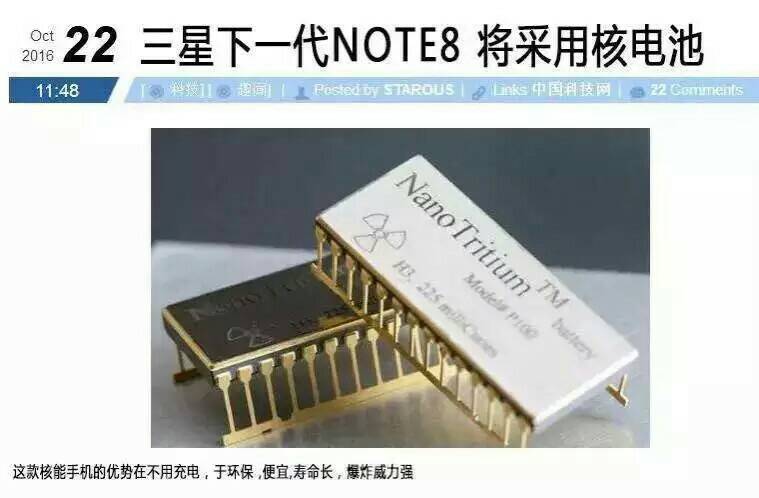 Oct 2016 22 三星下一代NOTE8 将采用核电池
11:48 [ 科技] [ 趣闻] | Posted by STAROUS | Links 中国科技网 | 22 Comments
NanoTritium™ battery
Model# P100
H3, 225 milliCuries
NanoTritium
H3, 225
这款核能手机的优势在不用充电，于环保 ,便宜,寿命长，爆炸威力强